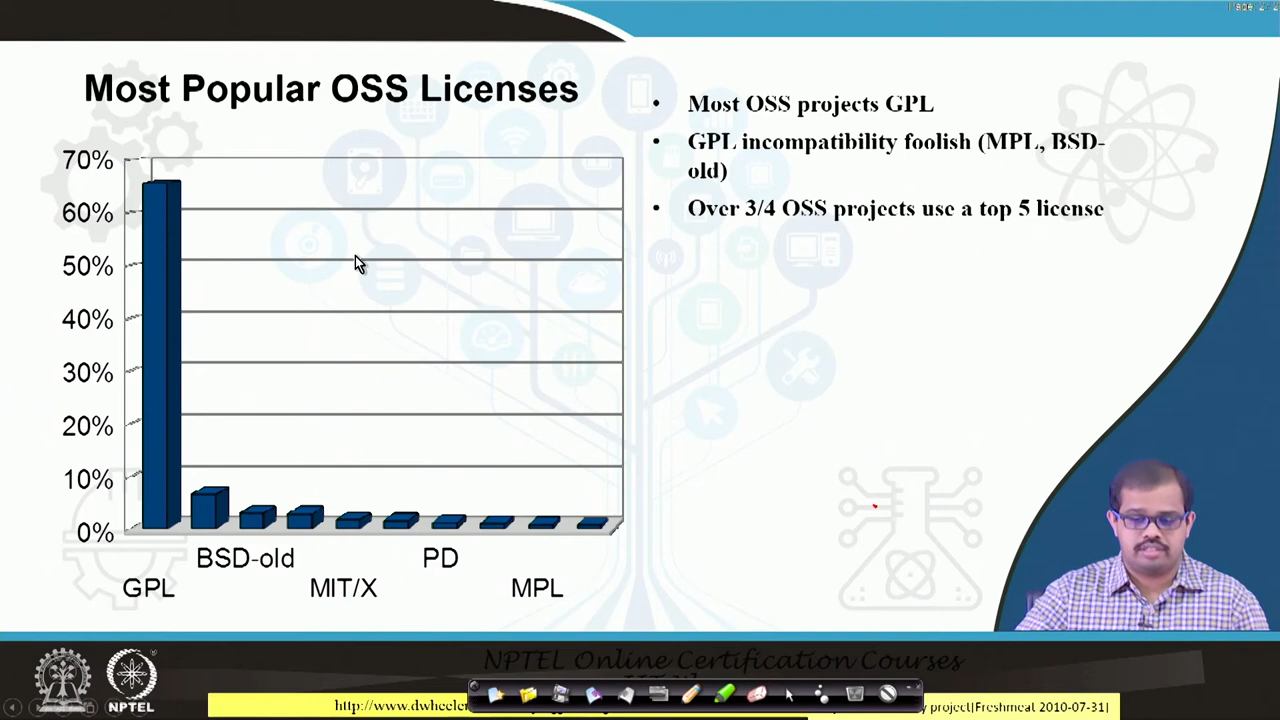 Most Popular OSS Licenses
• Most OSS projects GPL
• GPL incompatibility foolish (MPL, BSD-
old)
• Over 3/4 OSS projects use a top 5 license
70%
60%
50%
40%
30%
20%
10%
0%
BSD-old PD
GPL MIT/X MPL
NPTEL Online Certification Courses
NPTEL
http://www.dwheeler
project[Freshmeat 2010-07-31]